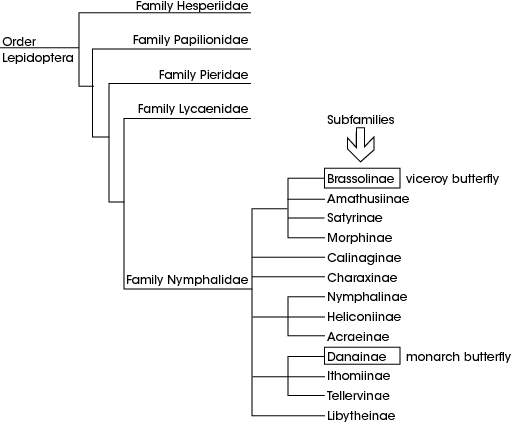 Family Hesperiidae
Order
Lepidoptera
Family Papilionidae
Family Pieridae
Family Lycaenidae
Subfamilies
Brassolinae viceroy butterfly
Amathusiinae
Satyrinae
Morphinae
Calinaginae
Charaxinae
Family Nymphalidae
Nymphalinae
Heliconiinae
Acraeinae
Danainae monarch butterfly
Ithomiinae
Tellervinae
Libytheinae